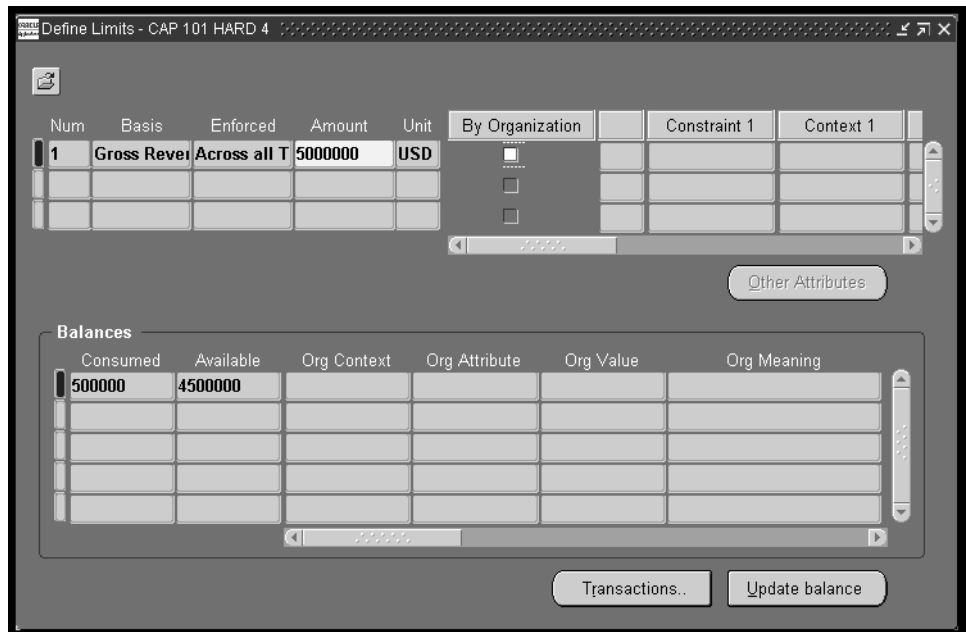 Define Limits - CAP 101 HARD 4
Num Basis Enforced Amount Unit By Organization Constraint 1 Context 1
1 Gross Rever Across all T 5000000 USD
Other Attributes
Balances
Consumed Available Org Context Org Attribute Org Value Org Meaning
500000 4500000
Transactions.. Update balance